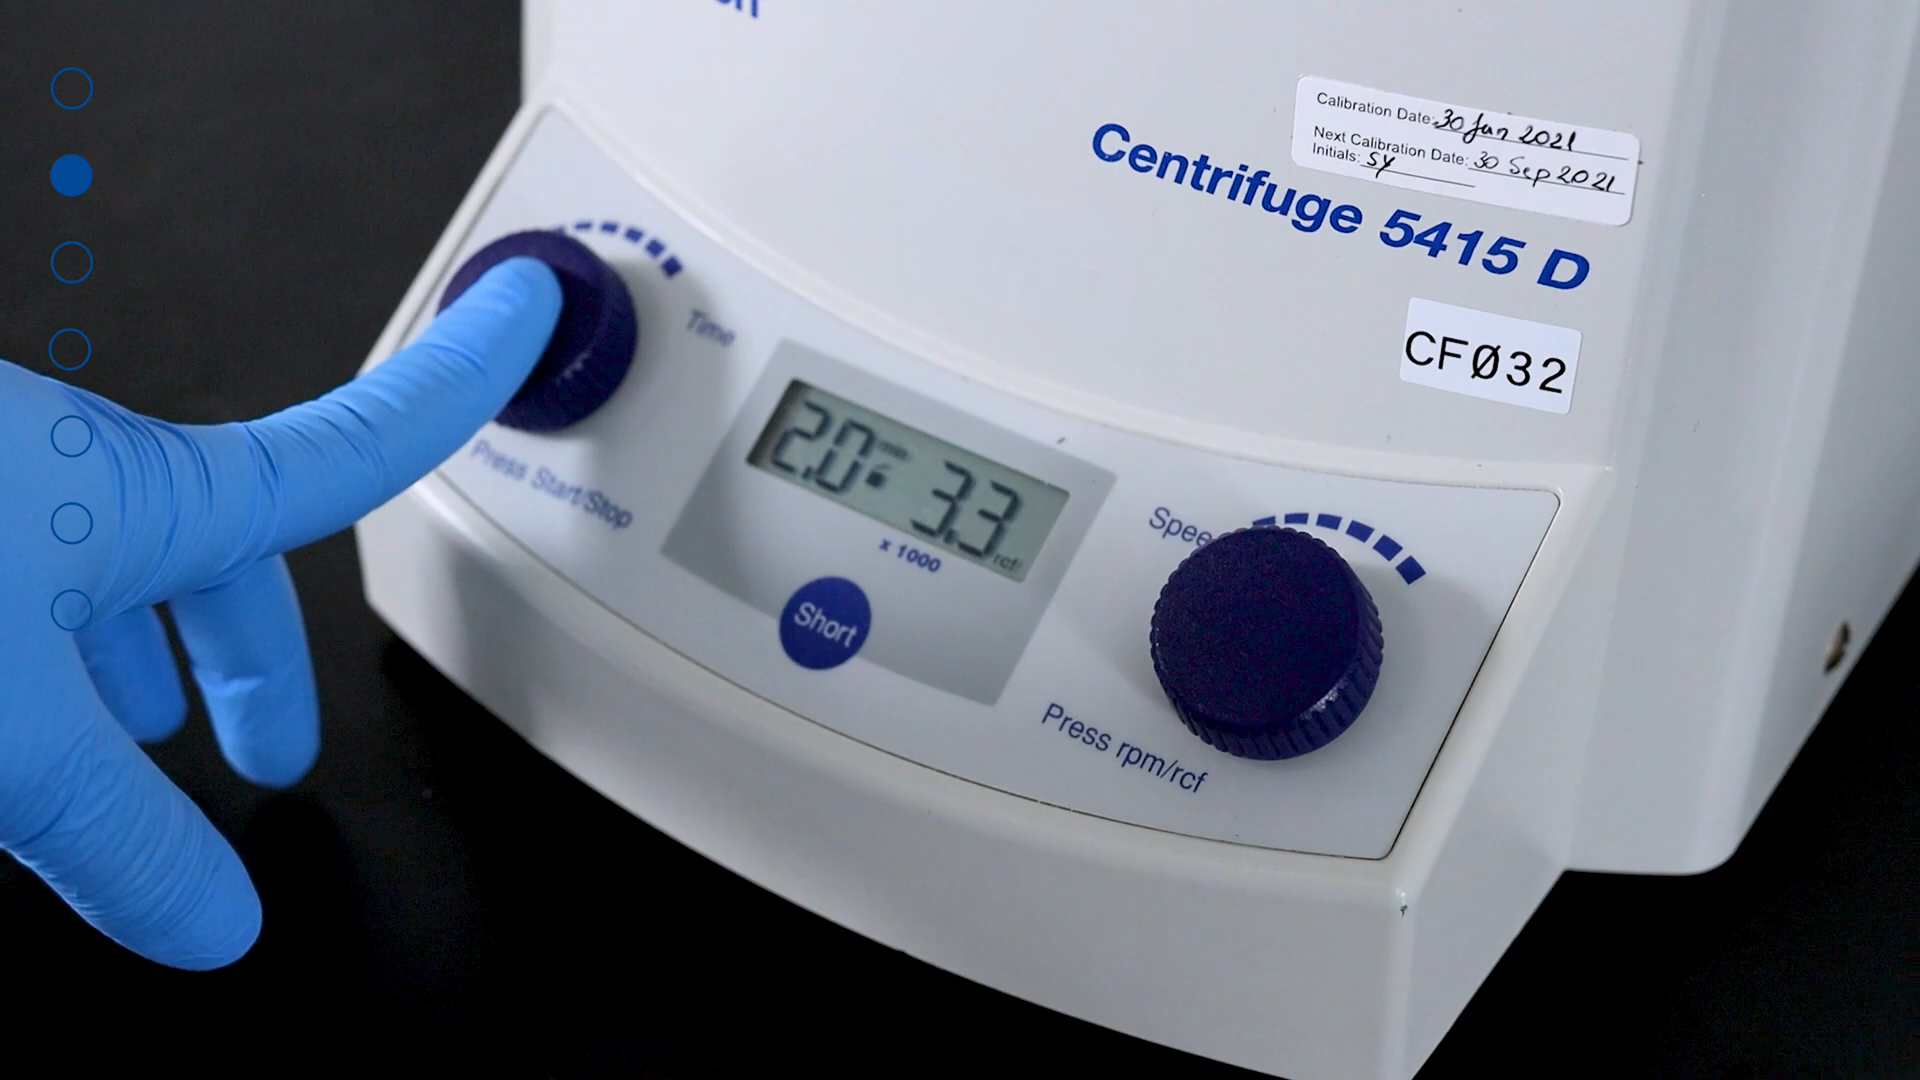 Calibration Date: 30 Jan 2021
Next Calibration Date: 30 Sep 2021
Initials: SY
Centrifuge 5415 D
CFØ32
Time
2.0 min 3.3 rcf
x 1000
Press Start/Stop
Short
Press rpm/rcf